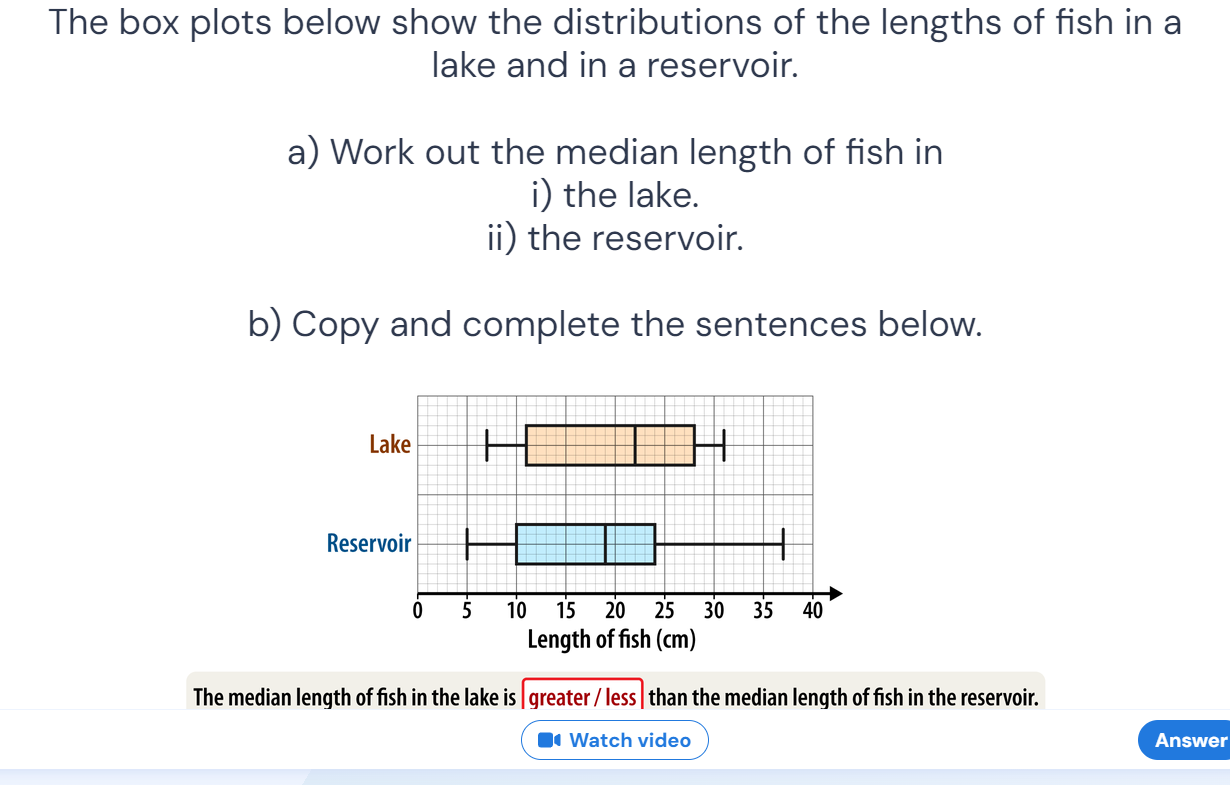 The box plots below show the distributions of the lengths of fish in a
lake and in a reservoir.
a) Work out the median length of fish in
i) the lake.
ii) the reservoir.
b) Copy and complete the sentences below.
Lake
Reservoir
0 5 10 15 20 25 30 35 40
Length of fish (cm)
The median length of fish in the lake is greater / less than the median length of fish in the reservoir.
Watch video
Answer